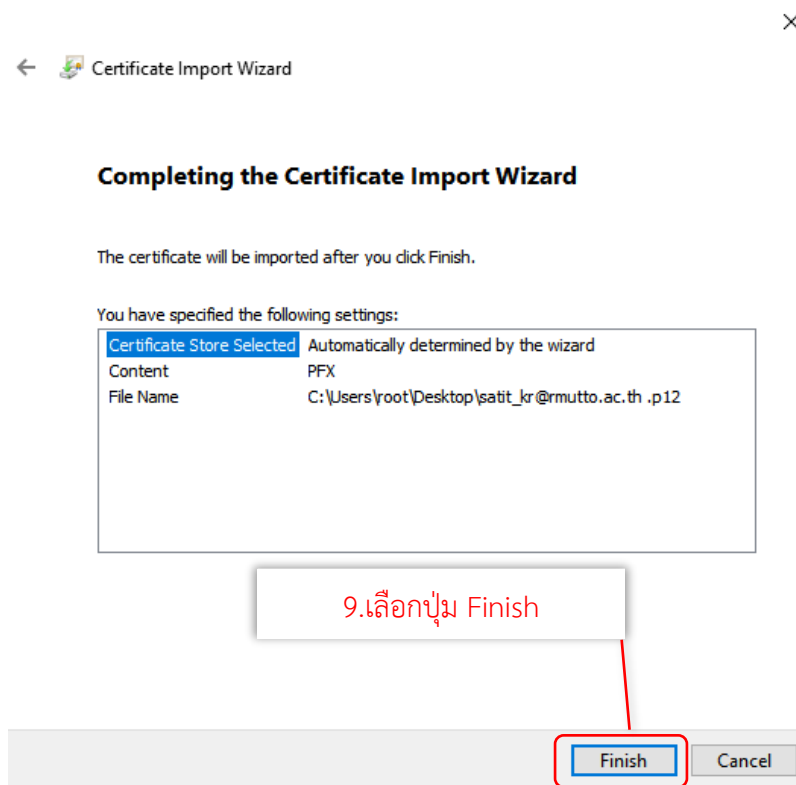 Certificate Import Wizard
Completing the Certificate Import Wizard
The certificate will be imported after you click Finish.
You have specified the following settings:
Certificate Store Selected Automatically determined by the wizard
Content PFX
File Name C:\Users\root\Desktop\satit_kr@rmutto.ac.th .p12
9.เลือกปุ่ม Finish
Finish Cancel